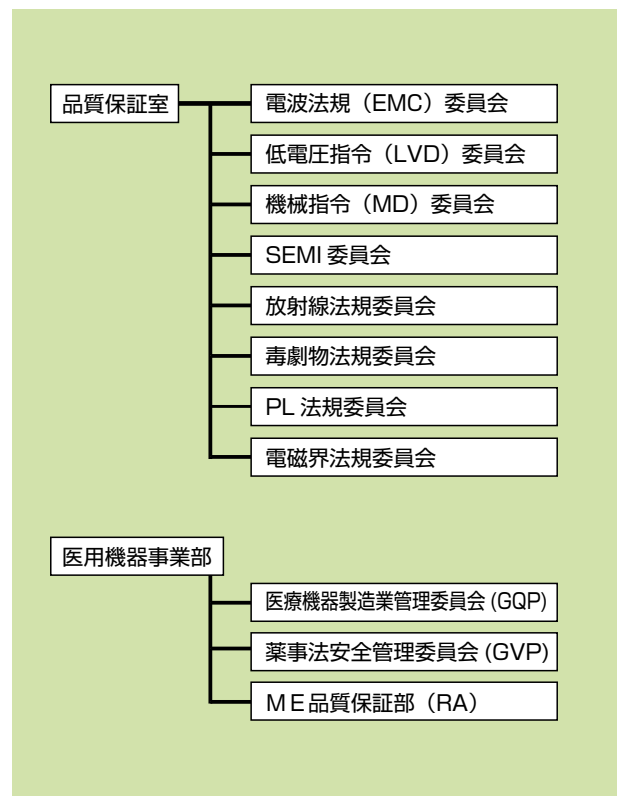 品質保証室
電波法規（EMC）委員会
低電圧指令（LVD）委員会
機械指令（MD）委員会
SEMI 委員会
放射線法規委員会
毒劇物法規委員会
PL 法規委員会
電磁界法規委員会
医用機器事業部
医療機器製造業管理委員会 (GQP)
薬事法安全管理委員会 (GVP)
ＭＥ品質保証部（RA）